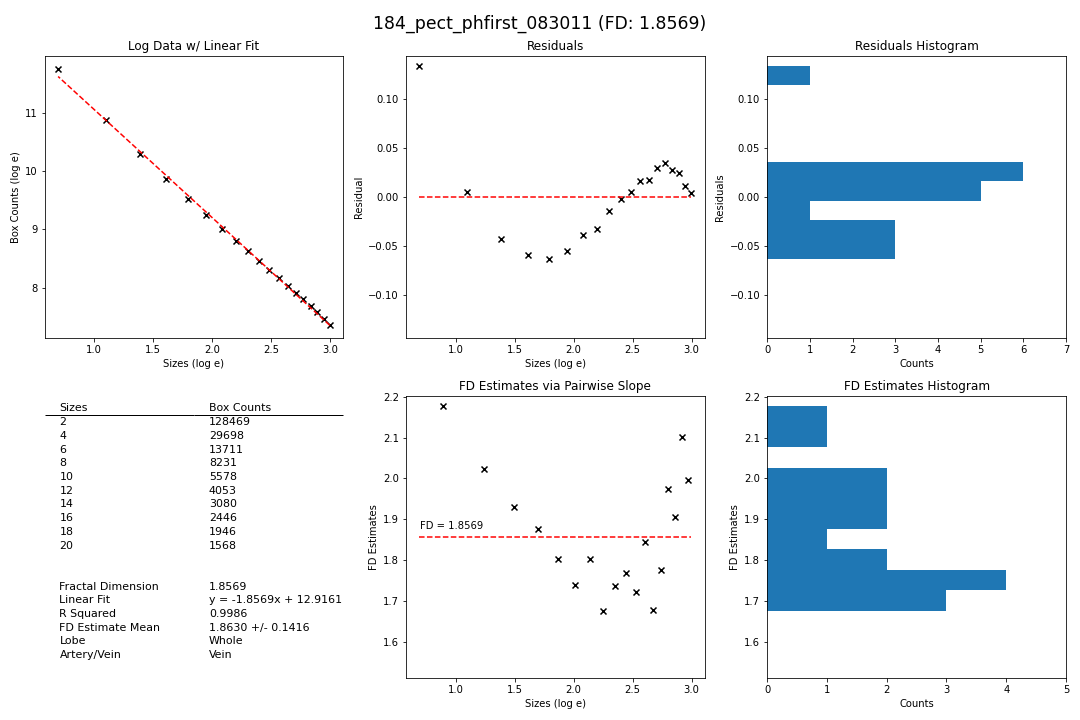 184_pect_phfirst_083011 (FD: 1.8569)
Log Data w/ Linear Fit
Box Counts (log e)
11
10
9
8
1.0 1.5 2.0 2.5 3.0
Sizes (log e)
Residuals
Residual
0.10
0.05
0.00
−0.05
−0.10
1.0 1.5 2.0 2.5 3.0
Sizes (log e)
Residuals Histogram
Residuals
0.10
0.05
0.00
−0.05
−0.10
0 1 2 3 4 5 6 7
Counts
Sizes Box Counts
2 128469
4 29698
6 13711
8 8231
10 5578
12 4053
14 3080
16 2446
18 1946
20 1568
Fractal Dimension 1.8569
Linear Fit y = -1.8569x + 12.9161
R Squared 0.9986
FD Estimate Mean 1.8630 +/- 0.1416
Lobe Whole
Artery/Vein Vein
FD Estimates via Pairwise Slope
FD Estimates
2.2
2.1
2.0
1.9
FD = 1.8569
1.8
1.7
1.6
1.0 1.5 2.0 2.5 3.0
Sizes (log e)
FD Estimates Histogram
FD Estimates
2.2
2.1
2.0
1.9
1.8
1.7
1.6
0 1 2 3 4 5
Counts